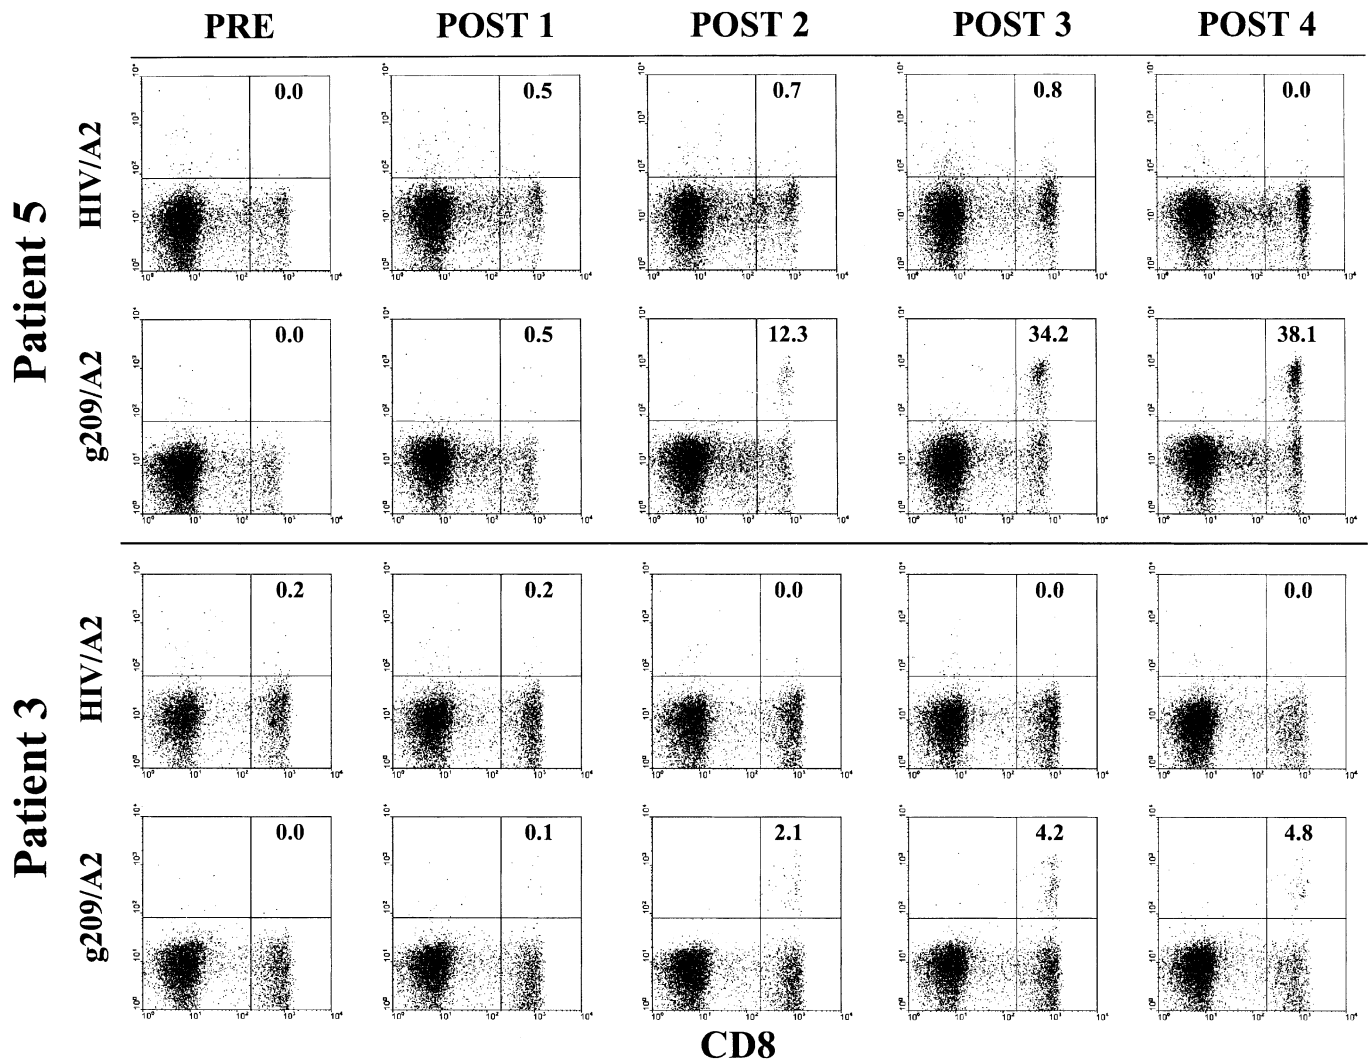 PRE POST 1 POST 2 POST 3 POST 4
Patient 5
HIV/A2
0.0 0.5 0.7 0.8 0.0
g209/A2
0.0 0.5 12.3 34.2 38.1
Patient 3
HIV/A2
0.2 0.2 0.0 0.0 0.0
g209/A2
0.0 0.1 2.1 4.2 4.8
CD8